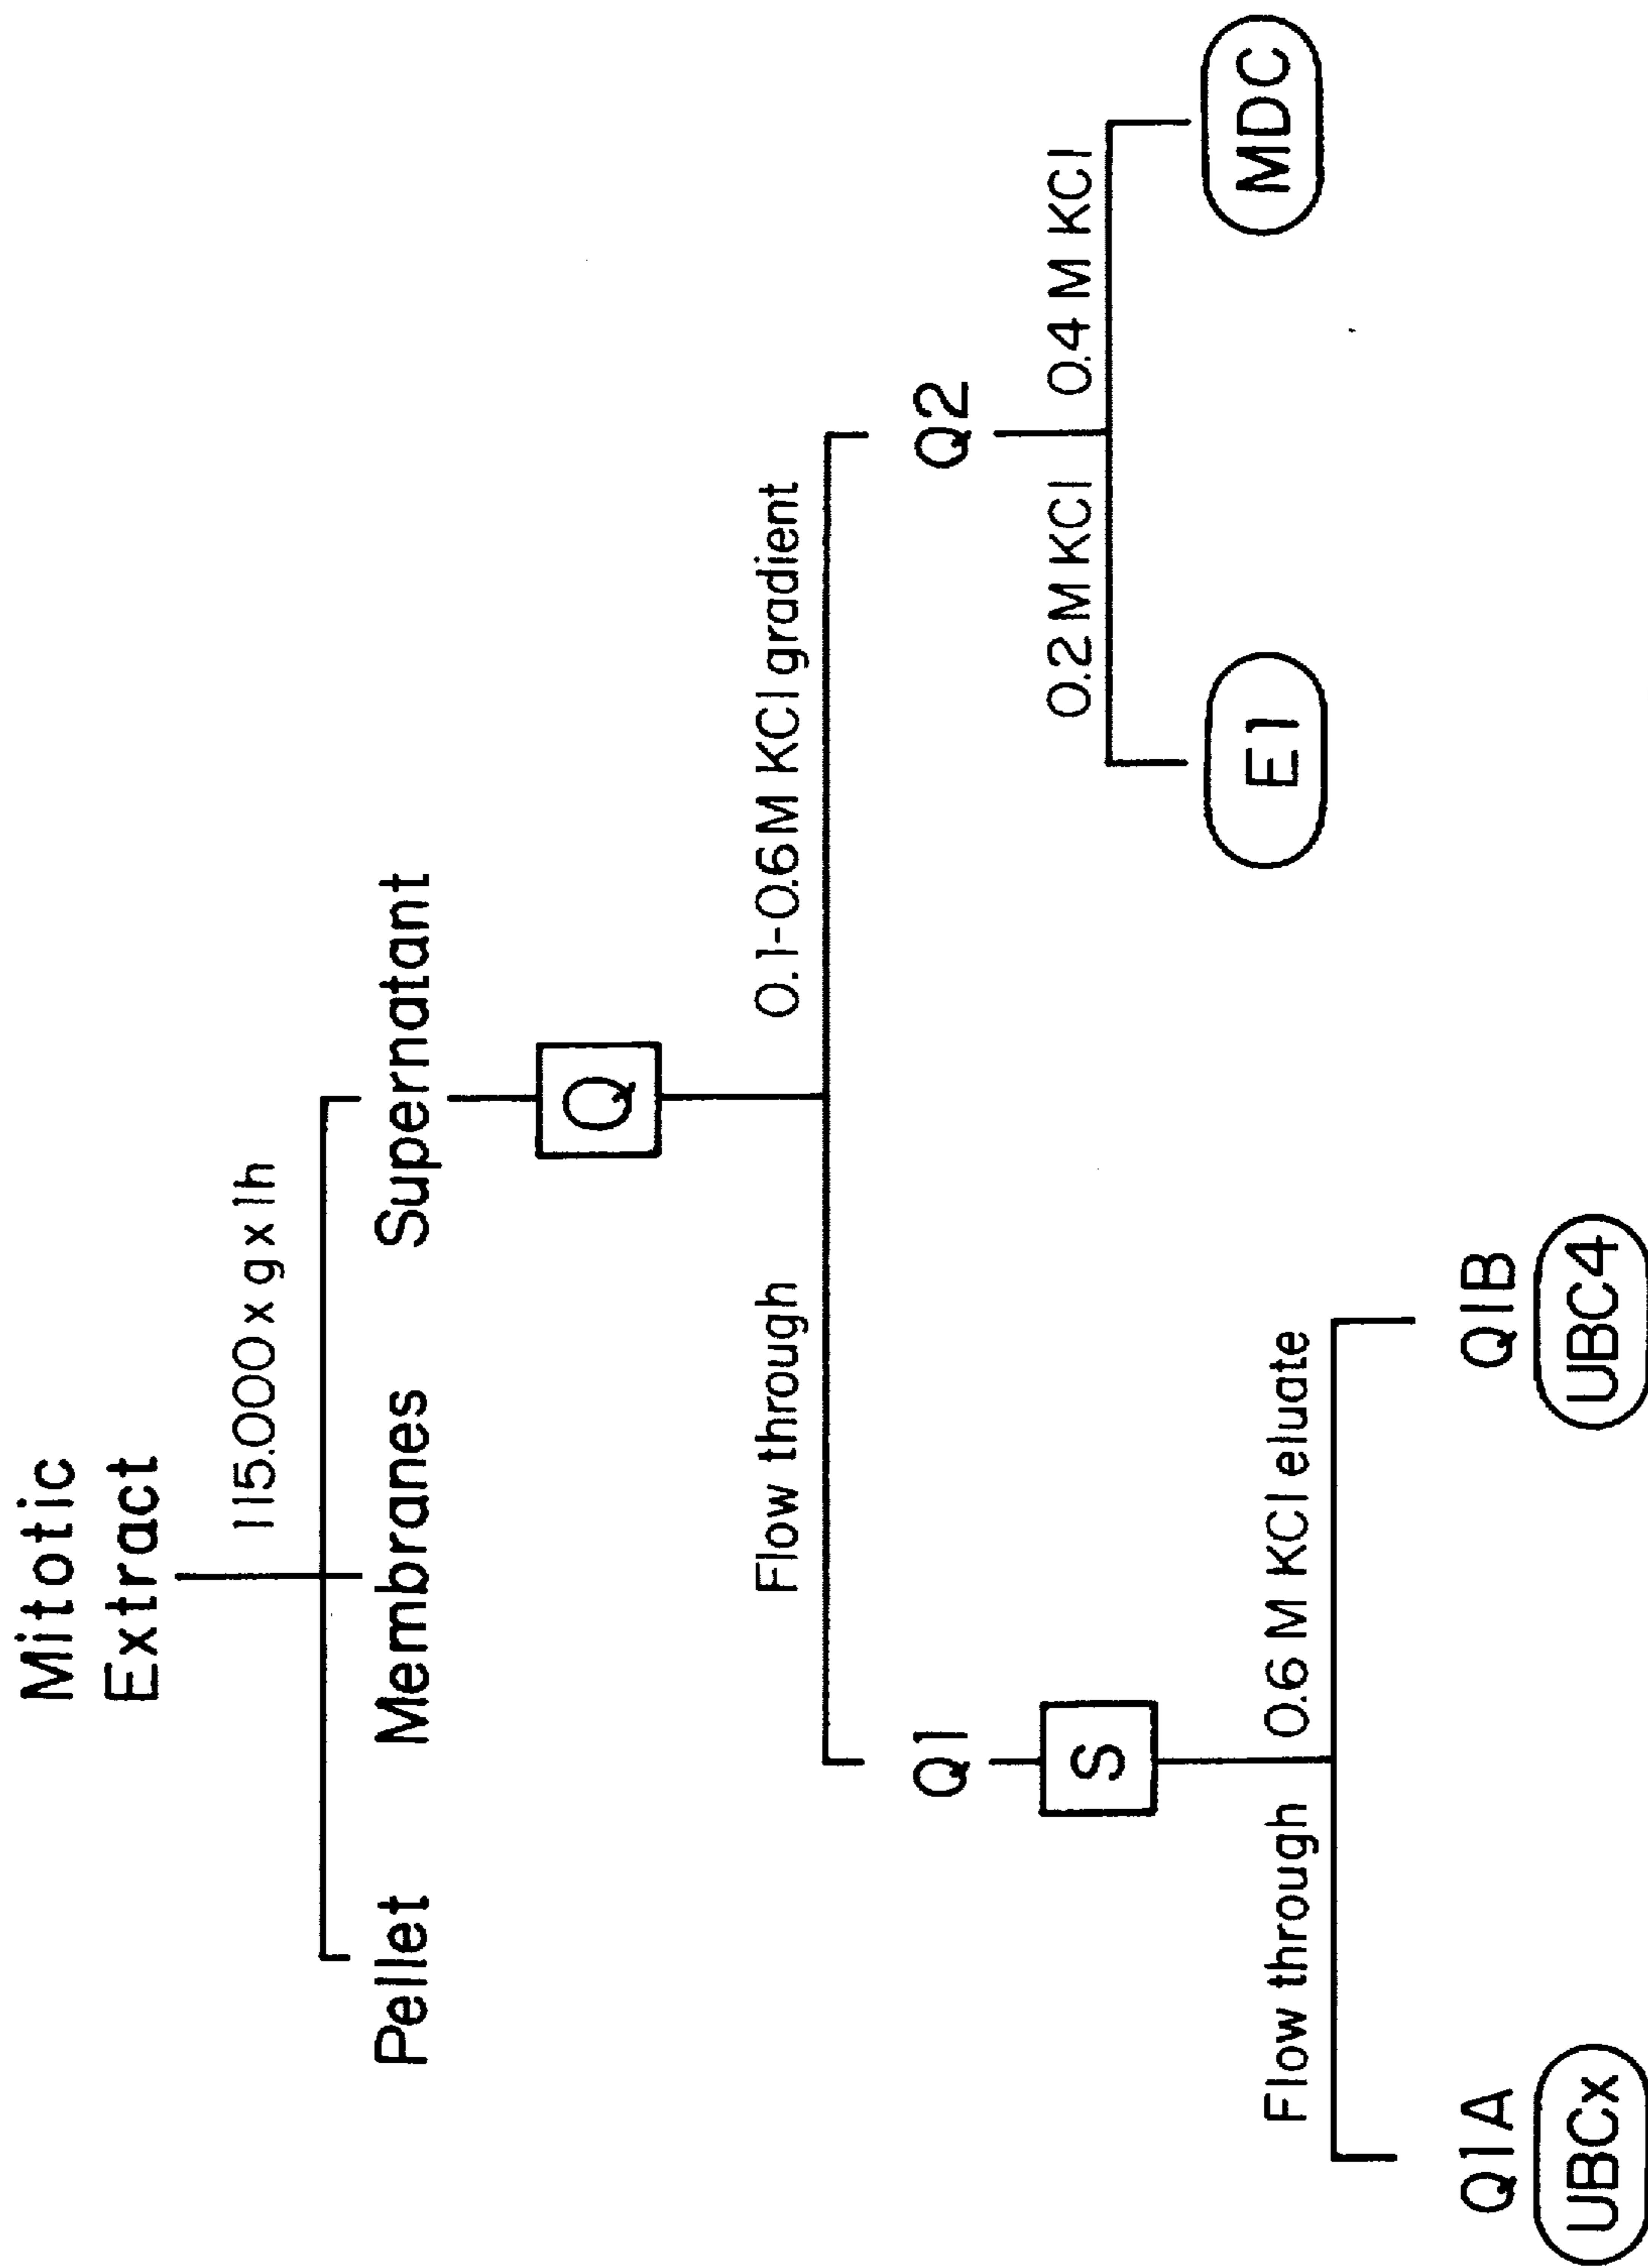 Mitotic
Extract
115.000 x g x 1h
Pellet Membranes Supernatant
Q
Flow through 0.1-0.6M KCl gradient
Q1 Q2
S
0.2M KCl 0.4 M KCl
E1 MDC
Flow through 0.6 M KCl eluate
Q1A Q1B
UBCx UBC4